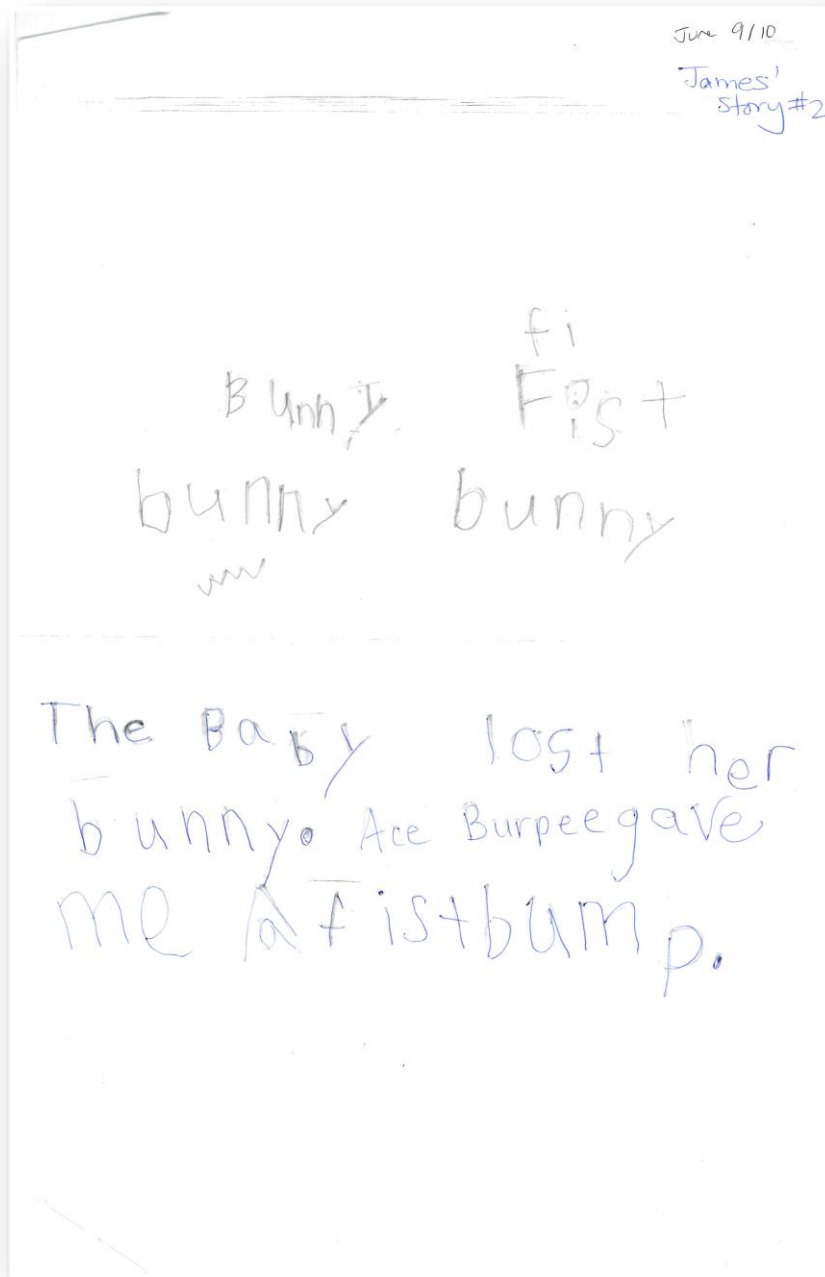 June 9/10
James'
Story #2
fi
Bunny Fist
bunny bunny
The Baby lost her
bunny. Ace Burpee gave
me a fistbump.